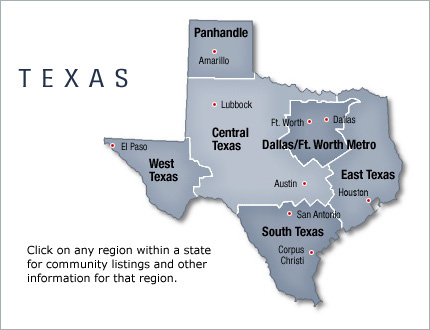 Panhandle
Amarillo
TEXAS
Lubbock
Ft. Worth
Dallas
Central
Texas
Dallas/Ft. Worth Metro
El Paso
West
Texas
East Texas
Austin
Houston
San Antonio
South Texas
Corpus
Christi
Click on any region within a state
for community listings and other
information for that region.